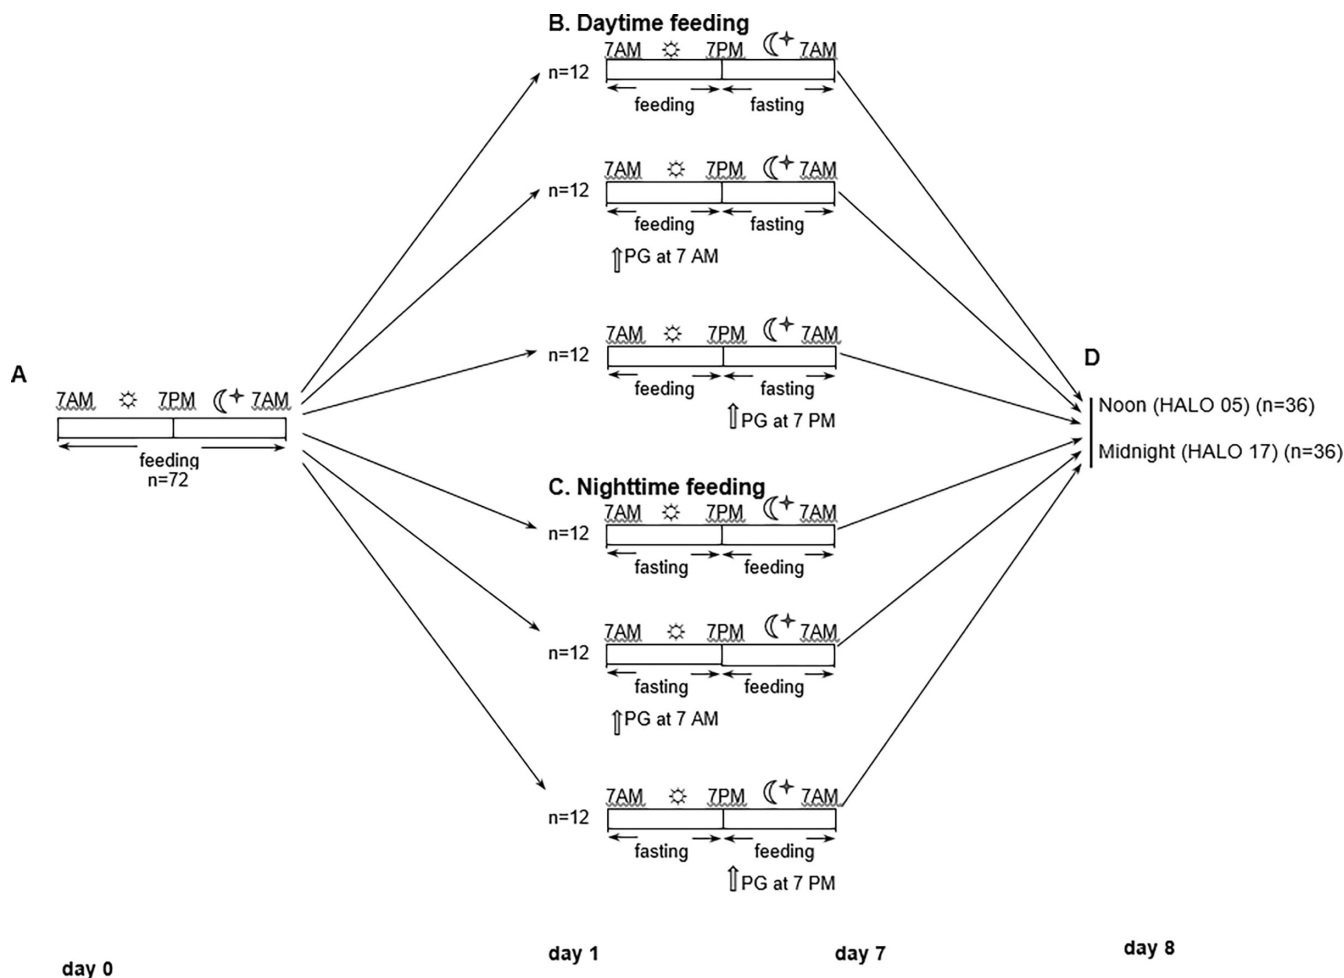 B. Daytime feeding
7AM 7PM 7AM
n=12
feeding fasting
7AM 7PM 7AM
n=12
feeding fasting
PG at 7 AM
7AM 7PM 7AM
n=12
feeding fasting
PG at 7 PM
A
7AM 7PM 7AM
feeding
n=72
D
Noon (HALO 05) (n=36)
Midnight (HALO 17) (n=36)
C. Nighttime feeding
7AM 7PM 7AM
n=12
fasting feeding
7AM 7PM 7AM
n=12
fasting feeding
PG at 7 AM
7AM 7PM 7AM
n=12
fasting feeding
PG at 7 PM
day 0 day 1 day 7 day 8